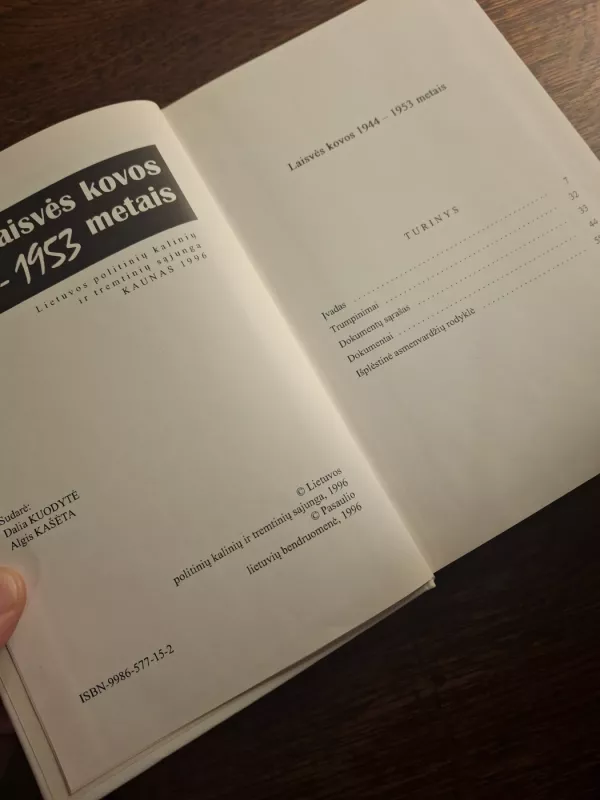 aisvės kovos
– 1953 metais
Lietuvos politinių kalinių
ir tremtinių sąjunga
KAUNAS 1996
Sudarė:
Dalia KUODYTĖ
Algis KAŠĖTA
© Lietuvos
politinių kalinių ir tremtinių sąjunga, 1996
© Pasaulio
lietuvių bendruomenė, 1996
ISBN-9986-577-15-2
Laisvės kovos 1944 – 1953 metais
TURINYS
Įvadas 7
Trumpinimai 32
Dokumentų sąrašas 33
Dokumentai 44
Išplėstinė asmenvardžių rodyklė